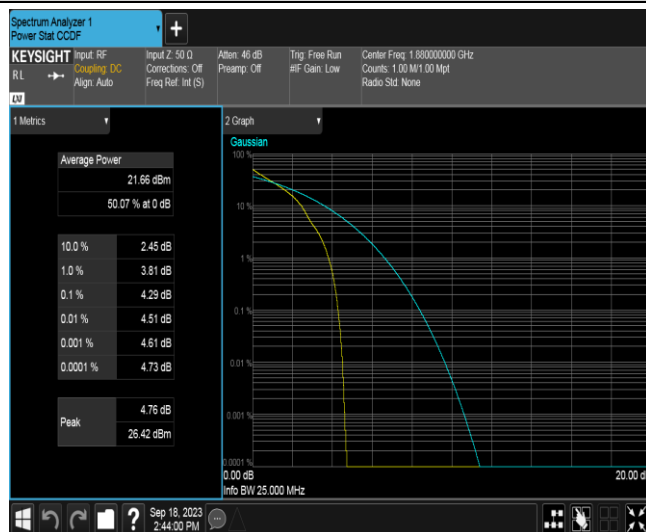 Spectrum Analyzer 1
Power Stat CCDF
+
KEYSIGHT
RL
LXI
Input: RF
Coupling: DC
Align: Auto
Input Z: 50 Ω
Corrections: Off
Freq Ref: Int (S)
Atten: 46 dB
Preamp: Off
Trig: Free Run
#IF Gain: Low
Center Freq: 1.880000000 GHz
Counts: 1.00 M/1.00 Mpt
Radio Std: None
1 Metrics
Average Power
21.66 dBm
50.07 % at 0 dB
10.0 % 2.45 dB
1.0 % 3.81 dB
0.1 % 4.29 dB
0.01 % 4.51 dB
0.001 % 4.61 dB
0.0001 % 4.73 dB
Peak
4.76 dB
26.42 dBm
2 Graph
Gaussian
100 %
10 %
1 %
0.1 %
0.01 %
0.001 %
0.0001 %
0.00 dB
20.00 d
Info BW 25.000 MHz
?
Sep 18, 2023
2:44:00 PM